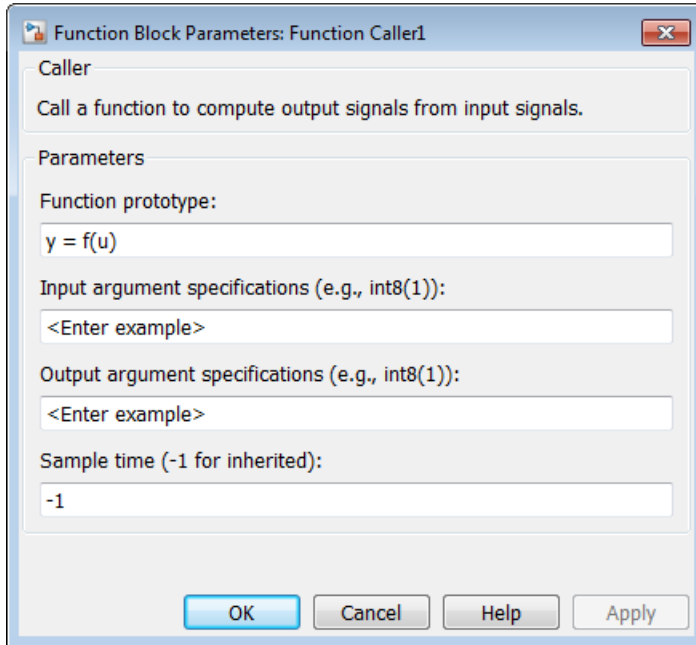 Function Block Parameters: Function Caller1
Caller
Call a function to compute output signals from input signals.
Parameters
Function prototype:
y = f(u)
Input argument specifications (e.g., int8(1)):
<Enter example>
Output argument specifications (e.g., int8(1)):
<Enter example>
Sample time (-1 for inherited):
-1
OK Cancel Help Apply